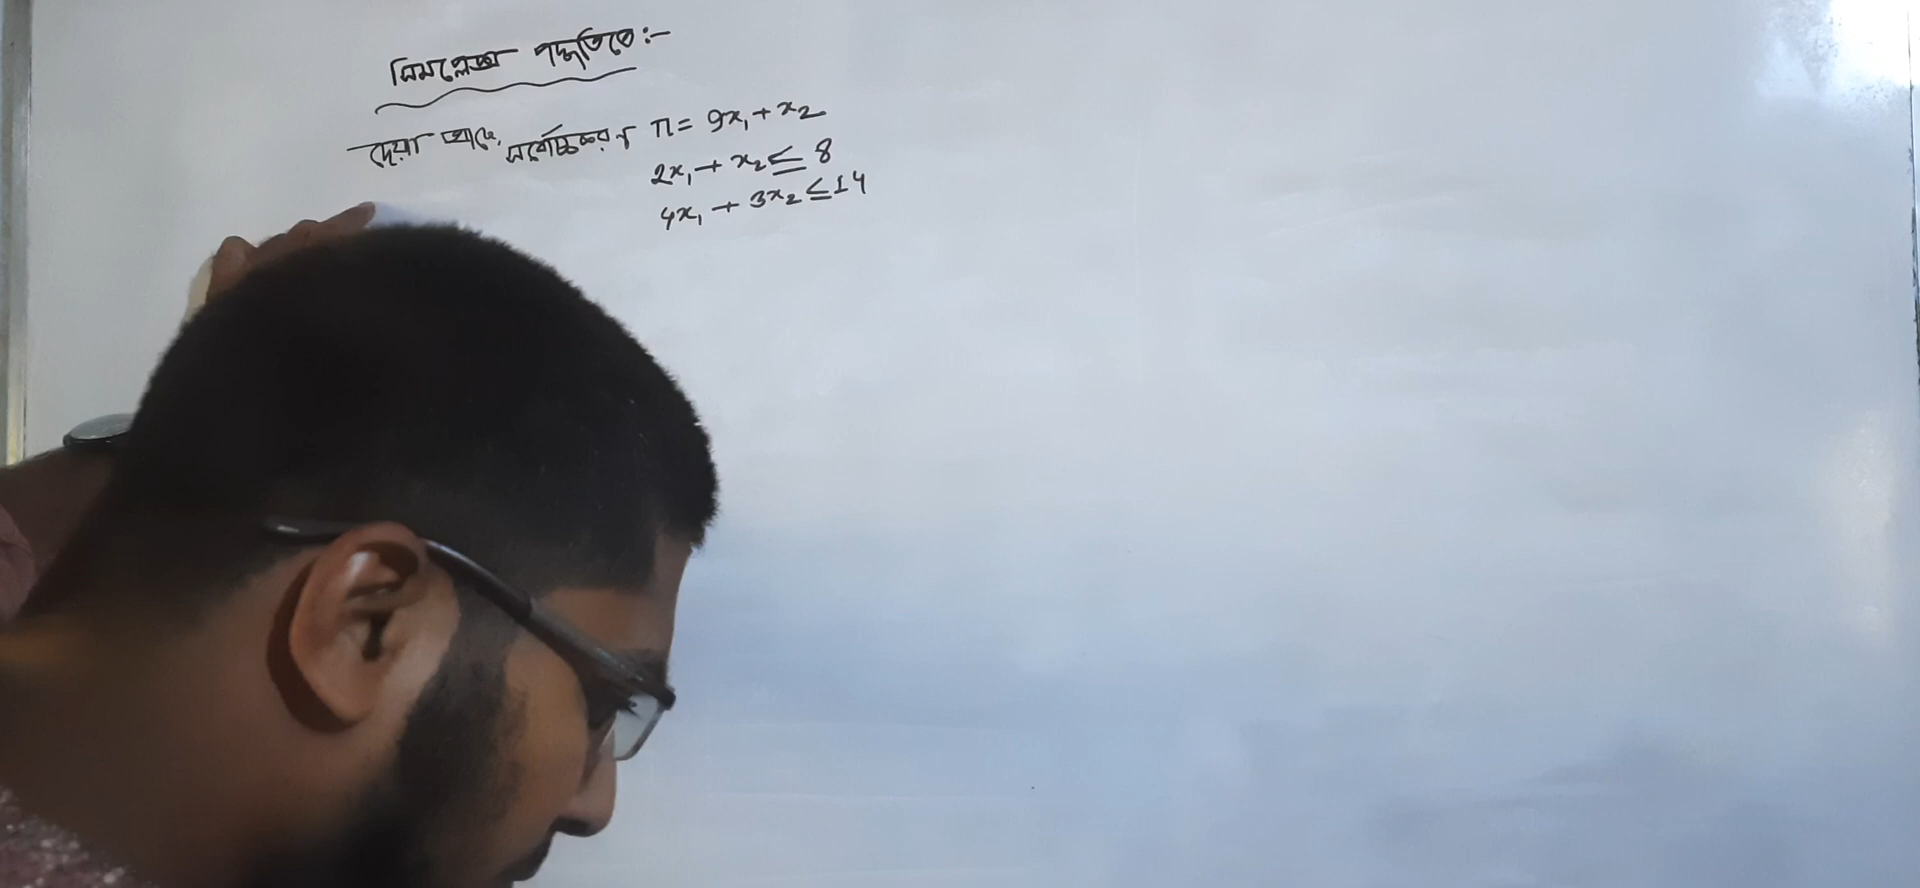 সিমপ্লেক্স পদ্ধতিতে:-
দেয়া আছে, সর্বোচ্চকরণ π = 9x₁ + x₂
2x₁ + x₂ ≤ 8
4x₁ + 3x₂ ≤ 14